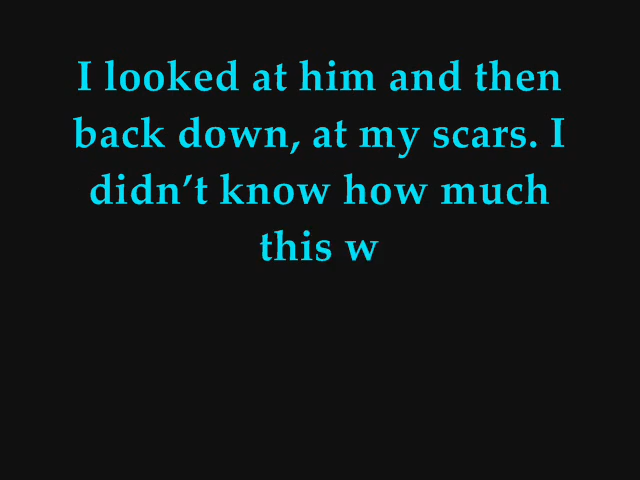 I looked at him and then
back down, at my scars. I
didn’t know how much
this w